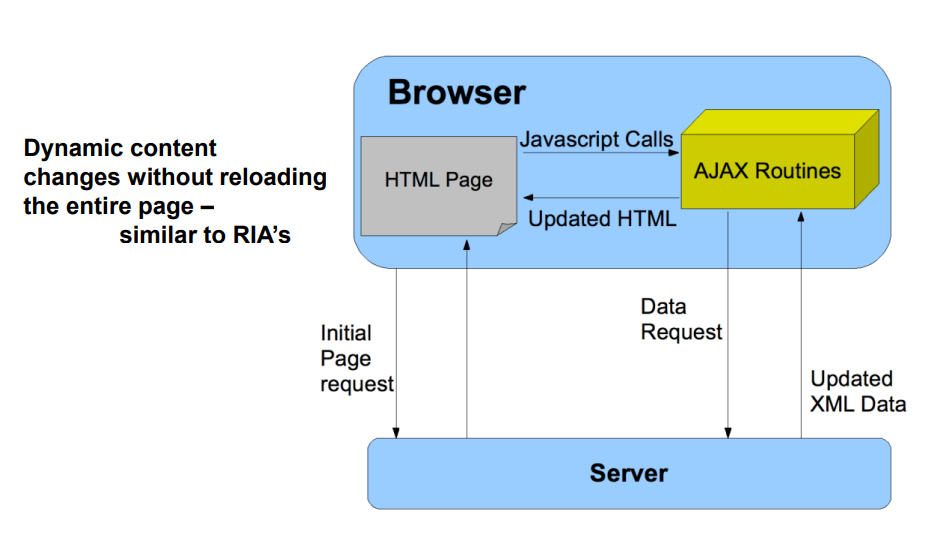 Dynamic content
changes without reloading
the entire page –
similar to RIA’s
Browser
HTML Page
Javascript Calls
AJAX Routines
Updated HTML
Initial
Page
request
Data
Request
Updated
XML Data
Server